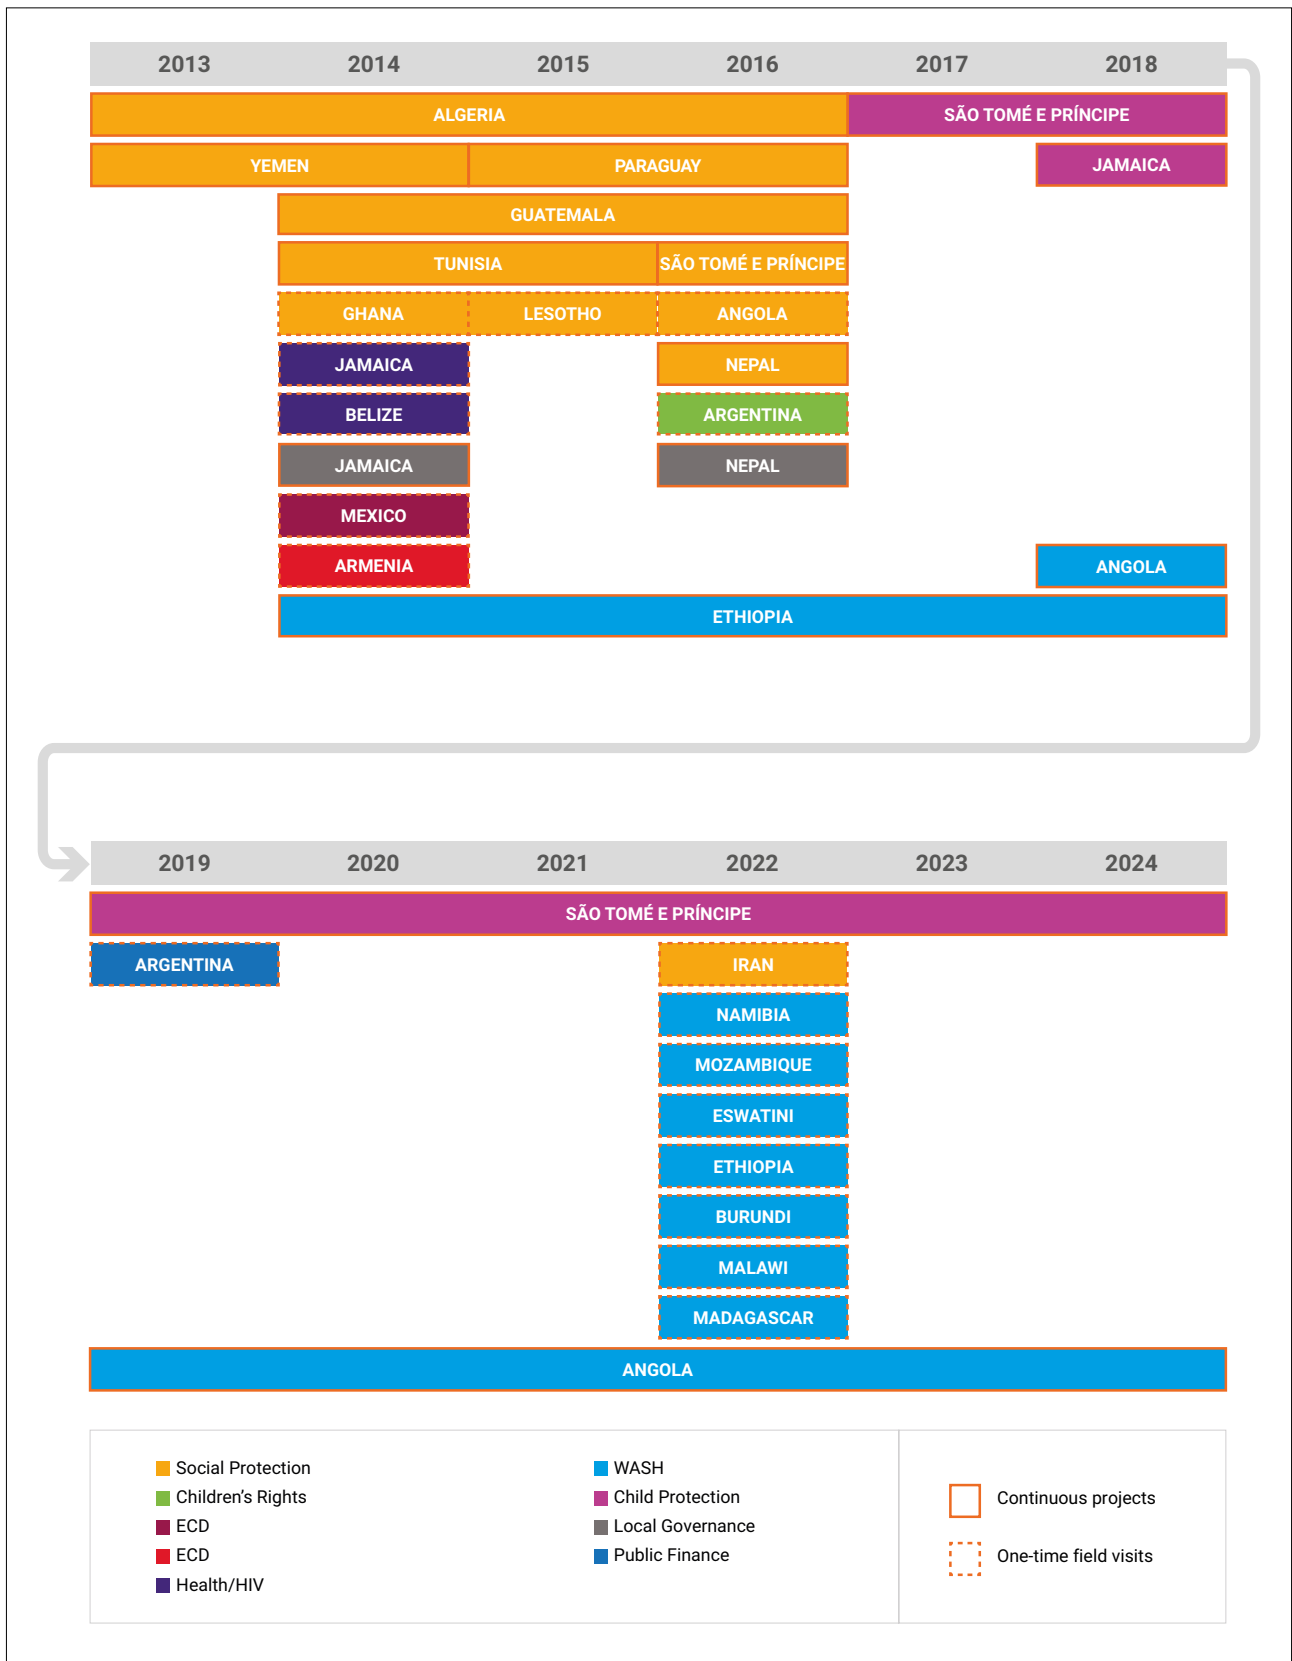 2013 2014 2015 2016 2017 2018
ALGERIA SÃO TOMÉ E PRÍNCIPE
YEMEN PARAGUAY JAMAICA
GUATEMALA
TUNISIA SÃO TOMÉ E PRÍNCIPE
GHANA LESOTHO ANGOLA
JAMAICA NEPAL
BELIZE ARGENTINA
JAMAICA NEPAL
MEXICO
ARMENIA ANGOLA
ETHIOPIA
2019 2020 2021 2022 2023 2024
SÃO TOMÉ E PRÍNCIPE
ARGENTINA IRAN
NAMIBIA
MOZAMBIQUE
ESWATINI
ETHIOPIA
BURUNDI
MALAWI
MADAGASCAR
ANGOLA
Social Protection
Children's Rights
ECD
ECD
Health/HIV
WASH
Child Protection
Local Governance
Public Finance
Continuous projects
One-time field visits